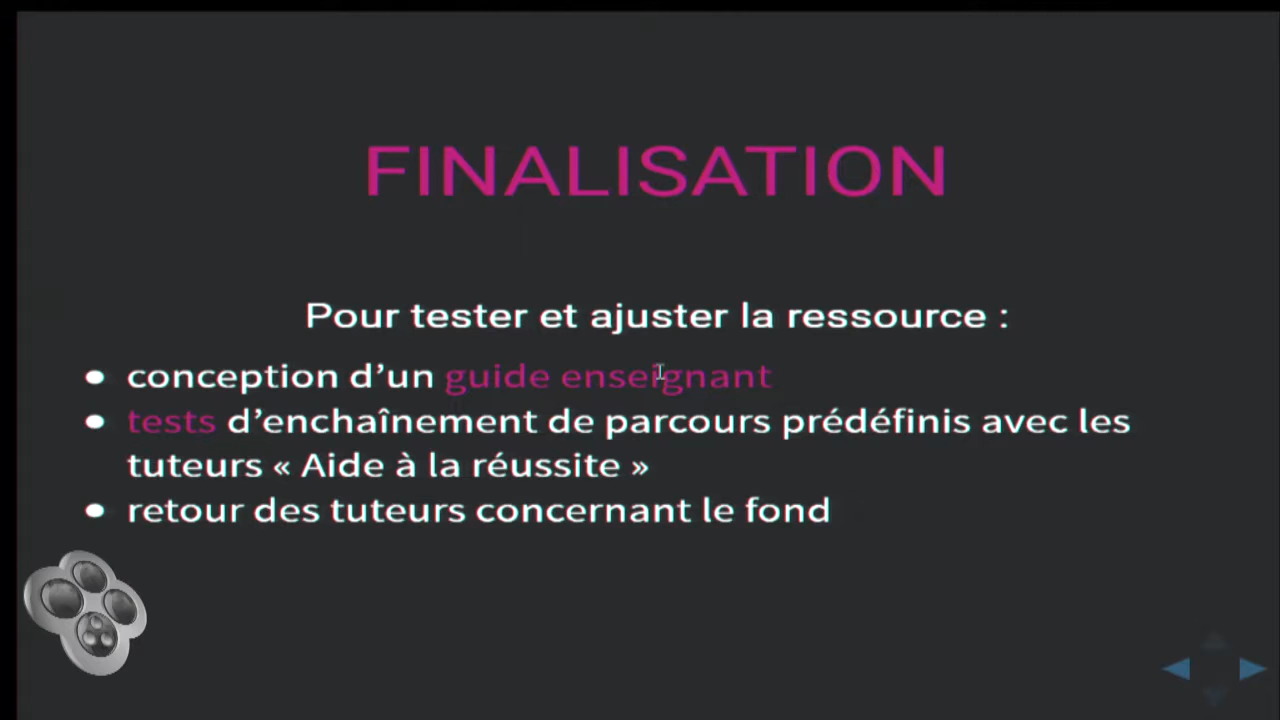 FINALISATION
Pour tester et ajuster la ressource :
• conception d’un guide enseignant
• tests d’enchaînement de parcours prédéfinis avec les
tuteurs « Aide à la réussite »
• retour des tuteurs concernant le fond